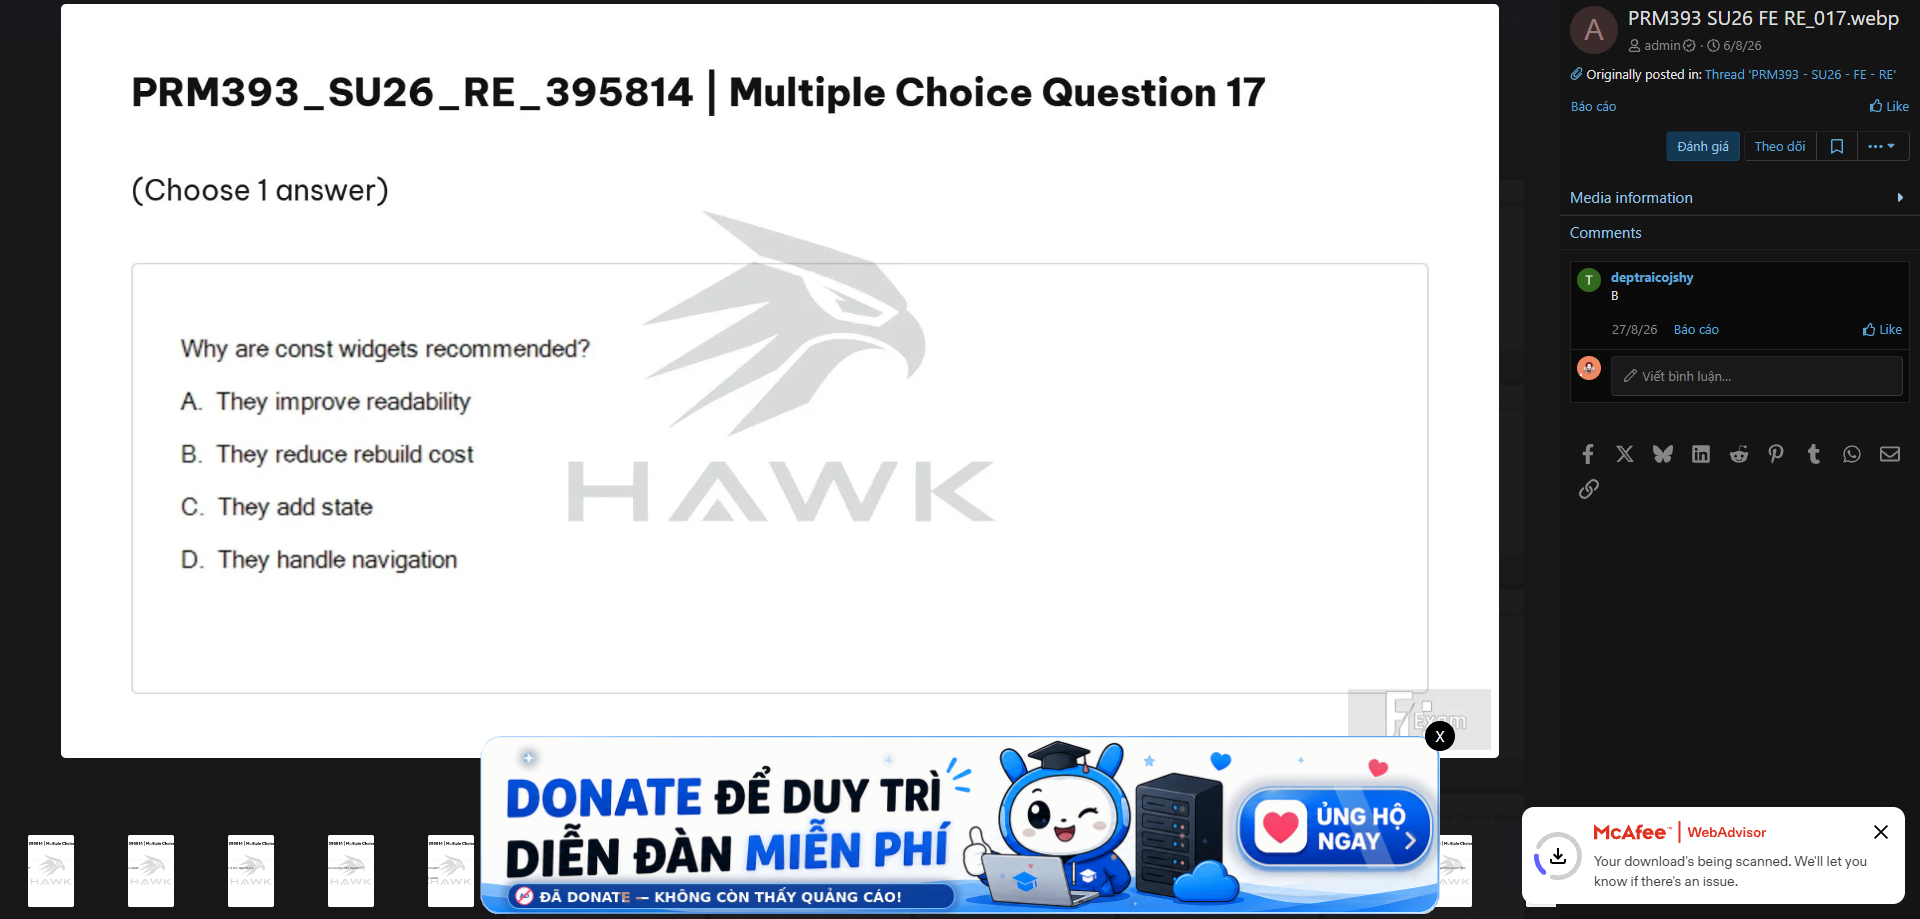 PRM393_SU26_RE_395814 | Multiple Choice Question 17
(Choose 1 answer)
Why are const widgets recommended?
A. They improve readability
B. They reduce rebuild cost
C. They add state
D. They handle navigation
HAWK
Exam
X
DONATE ĐỂ DUY TRÌ
DIỄN ĐÀN MIỄN PHÍ
ĐÃ DONATE — KHÔNG CÒN THẤY QUẢNG CÁO!
ỦNG HỘ
NGAY
A
PRM393 SU26 FE RE_017.webp
admin · 6/8/26
Originally posted in: Thread 'PRM393 - SU26 - FE - RE'
Báo cáo
Like
Đánh giá
Theo dõi
Media information
Comments
T
deptraicojshy
B
27/8/26
Báo cáo
Like
Viết bình luận...
McAfee | WebAdvisor
Your download's being scanned. We'll let you
know if there's an issue.